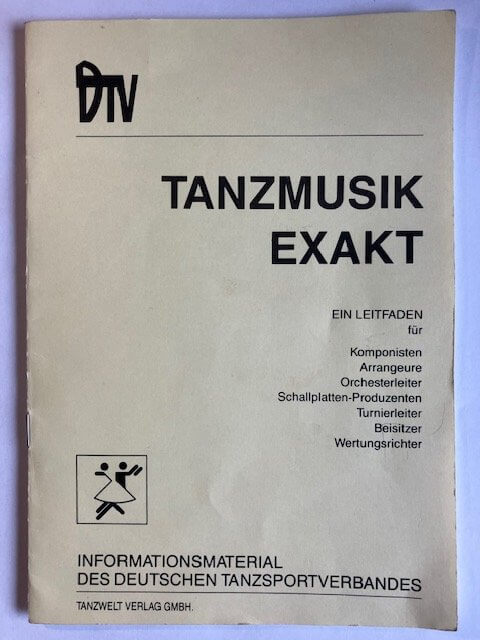 DTV
TANZMUSIK
EXAKT
EIN LEITFADEN
für
Komponisten
Arrangeure
Orchesterleiter
Schallplatten-Produzenten
Turnierleiter
Beisitzer
Wertungsrichter
INFORMATIONSMATERIAL
DES DEUTSCHEN TANZSPORTVERBANDES
TANZWELT VERLAG GMBH.